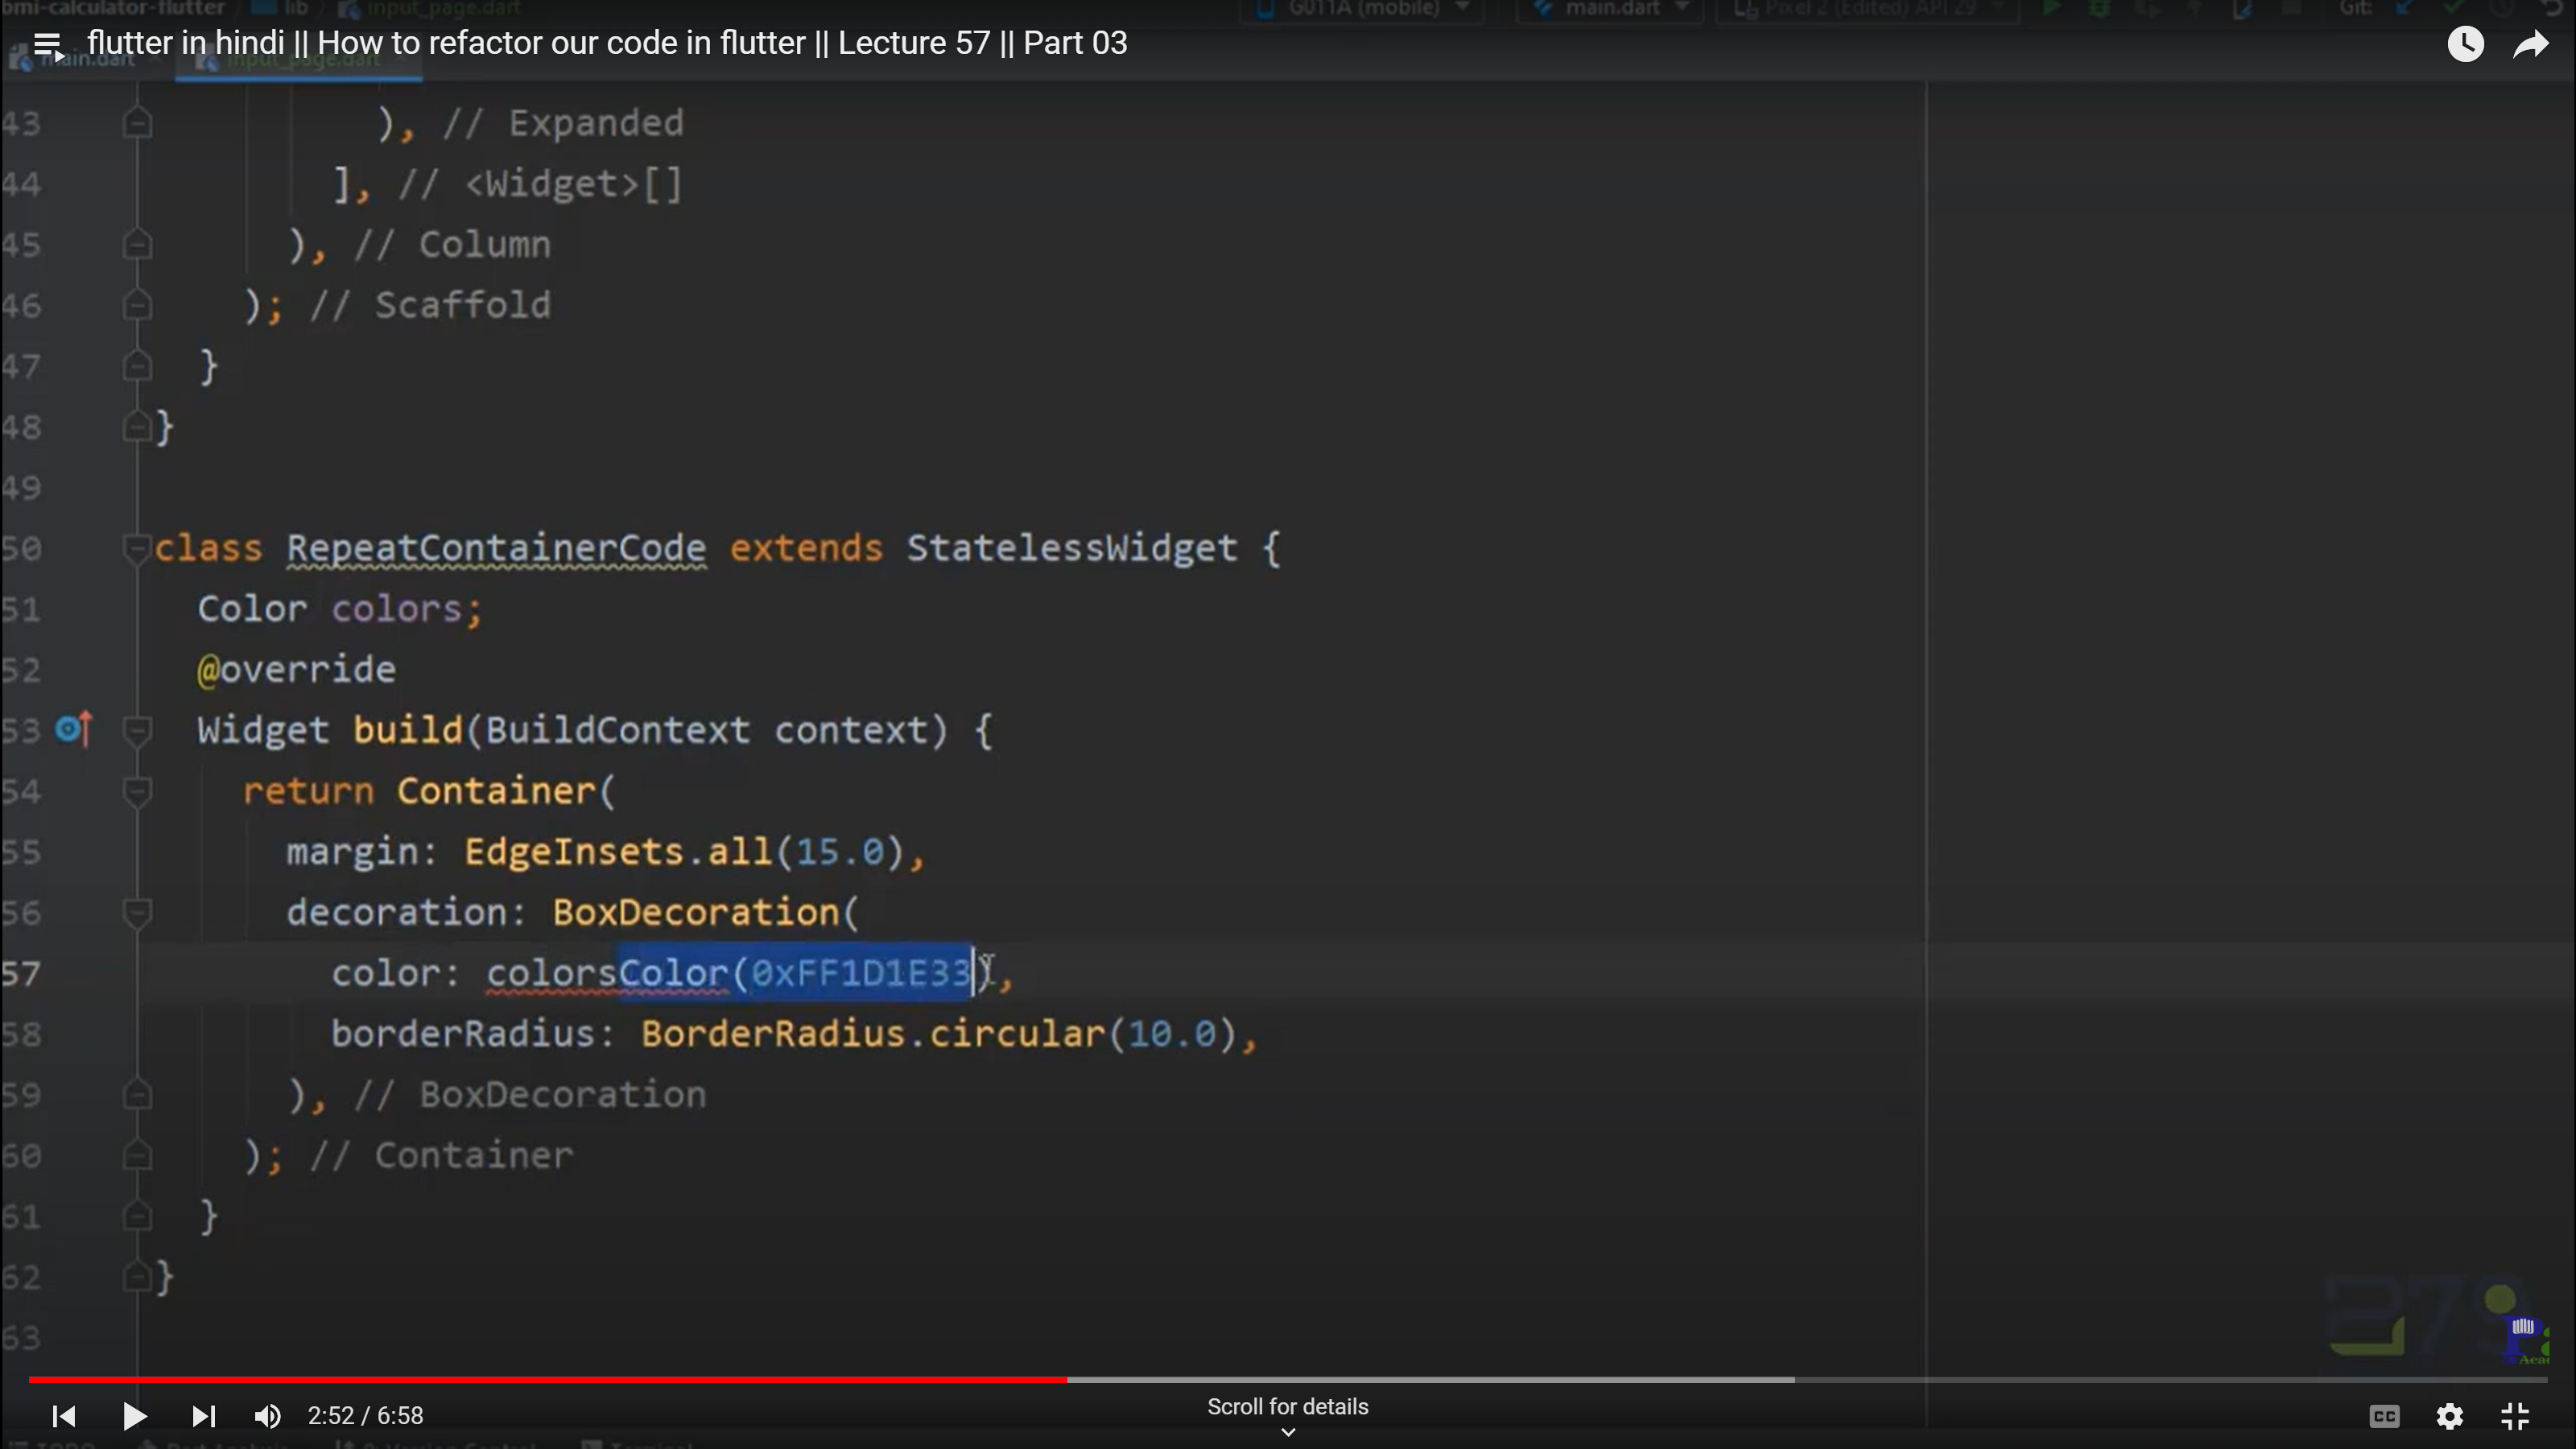 bmi-calculator-flutter lib input_page.dart G011A (mobile) main.dart Pixel 2 (Edited) API 29 Git:
flutter in hindi || How to refactor our code in flutter || Lecture 57 || Part 03
main.dart input_page.dart
43 ), // Expanded
44 ], // <Widget>[]
45 ), // Column
46 ); // Scaffold
47 }
48 }
49
50 class RepeatContainerCode extends StatelessWidget {
51 Color colors;
52 @override
53 Widget build(BuildContext context) {
54 return Container(
55 margin: EdgeInsets.all(15.0),
56 decoration: BoxDecoration(
57 color: colorsColor(0xFF1D1E33),
58 borderRadius: BorderRadius.circular(10.0),
59 ), // BoxDecoration
60 ); // Container
61 }
62 }
63
279
2:52 / 6:58
Scroll for details
CC